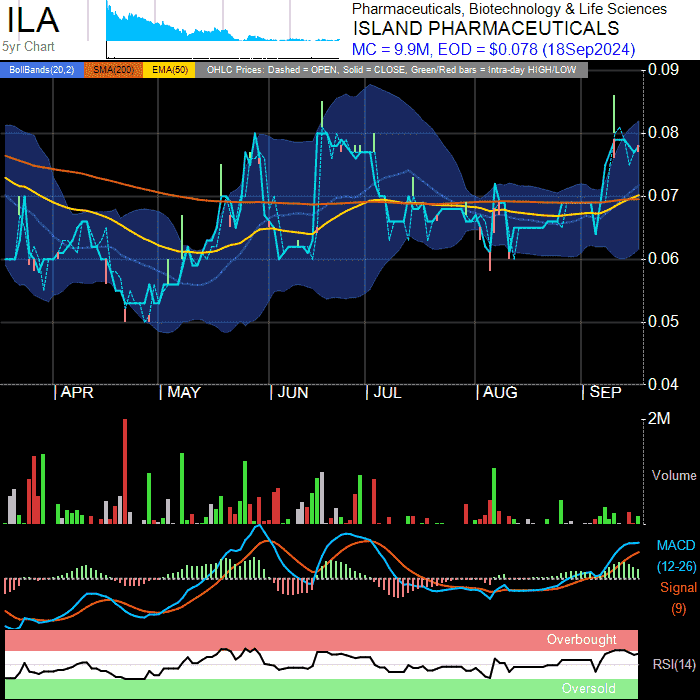 ILA
5yr Chart
Pharmaceuticals, Biotechnology & Life Sciences
ISLAND PHARMACEUTICALS
MC = 9.9M, EOD = $0.078 (18Sep2024)
BollBands(20,2) SMA(200) EMA(50) OHLC Prices: Dashed = OPEN, Solid = CLOSE, Green/Red bars = Intra-day HIGH/LOW
0.09
0.08
0.07
0.06
0.05
0.04
APR MAY JUN JUL AUG SEP
2M
Volume
MACD
(12-26)
Signal
(9)
Overbought
RSI(14)
Oversold